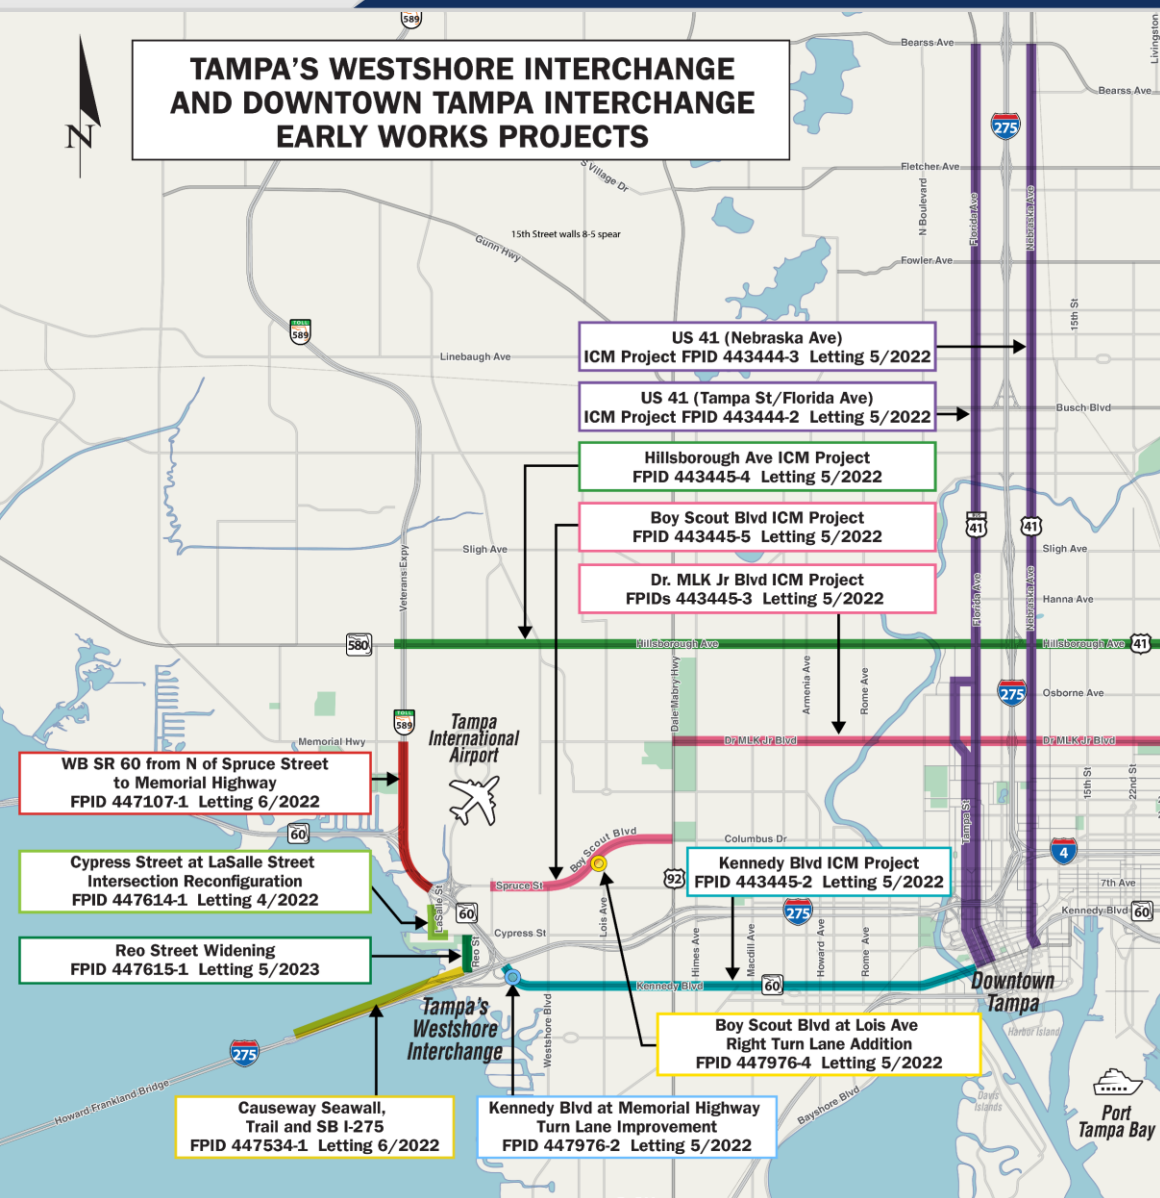 589
TAMPA'S WESTSHORE INTERCHANGE
AND DOWNTOWN TAMPA INTERCHANGE
EARLY WORKS PROJECTS
N
Bearss Ave
Livingston
Bearss Ave
275
S Village Dr
Fletcher Ave
N Boulevard
Florida Ave
Nebraska Ave
15th Street walls 8-5 spear
Gunn Hwy
Fowler Ave
15th St
TOLL
589
Linebaugh Ave
US 41 (Nebraska Ave)
ICM Project FPID 443444-3 Letting 5/2022
US 41 (Tampa St/Florida Ave)
ICM Project FPID 443444-2 Letting 5/2022
Busch Blvd
Hillsborough Ave ICM Project
FPID 443445-4 Letting 5/2022
Boy Scout Blvd ICM Project
FPID 443445-5 Letting 5/2022
41
41
Sligh Ave
Sligh Ave
Veterans Expy
Dr. MLK Jr Blvd ICM Project
FPIDs 443445-3 Letting 5/2022
Florida Ave
Nebraska Ave
Hanna Ave
580
Hillsborough Ave
Hillsborough Ave
41
Dale Mabry Hwy
Armenia Ave
Rome Ave
275
Osborne Ave
TOLL
589
Tampa
International
Airport
Memorial Hwy
Dr MLK Jr Blvd
Dr MLK Jr Blvd
WB SR 60 from N of Spruce Street
to Memorial Highway
FPID 447107-1 Letting 6/2022
15th St
22nd St
Tampa St
60
Boy Scout Blvd
Columbus Dr
4
Cypress Street at LaSalle Street
Intersection Reconfiguration
FPID 447614-1 Letting 4/2022
Kennedy Blvd ICM Project
FPID 443445-2 Letting 5/2022
Spruce St
92
7th Ave
LaSalle St
60
Lois Ave
275
Kennedy Blvd
60
Cypress St
Reo Street Widening
FPID 447615-1 Letting 5/2023
Reo St
Himes Ave
Macdill Ave
Howard Ave
Rome Ave
Kennedy Blvd
60
Downtown
Tampa
Tampa's
Westshore
Interchange
Westshore Blvd
Harbor Island
Boy Scout Blvd at Lois Ave
Right Turn Lane Addition
FPID 447976-4 Letting 5/2022
275
Howard Frankland Bridge
Causeway Seawall,
Trail and SB I-275
FPID 447534-1 Letting 6/2022
Kennedy Blvd at Memorial Highway
Turn Lane Improvement
FPID 447976-2 Letting 5/2022
Bayshore Blvd
Davis
Islands
Port
Tampa Bay